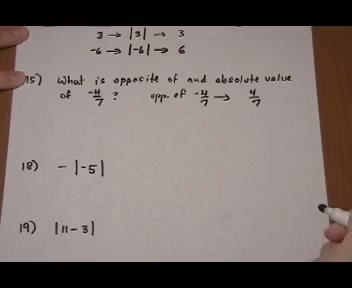 3 → |3| → 3
-6 → |-6| → 6
15) What is opposite of and absolute value
of -4/7 ? opp. of -4/7 → 4/7
18) - |-5|
19) |11-3|